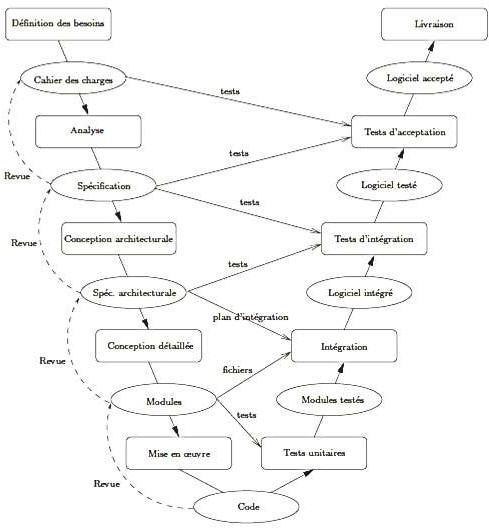 Définition des besoins
Livraison
Cahier des charges
Logiciel accepté
tests
Analyse
Tests d'acceptation
tests
Revue
Spécification
Logiciel testé
tests
Revue
Conception architecturale
Tests d'intégration
tests
Spéc. architecturale
Logiciel intégré
plan d'intégration
Conception détaillée
Intégration
Revue
fichiers
Modules
Modules testés
tests
Mise en œuvre
Tests unitaires
Revue
Code